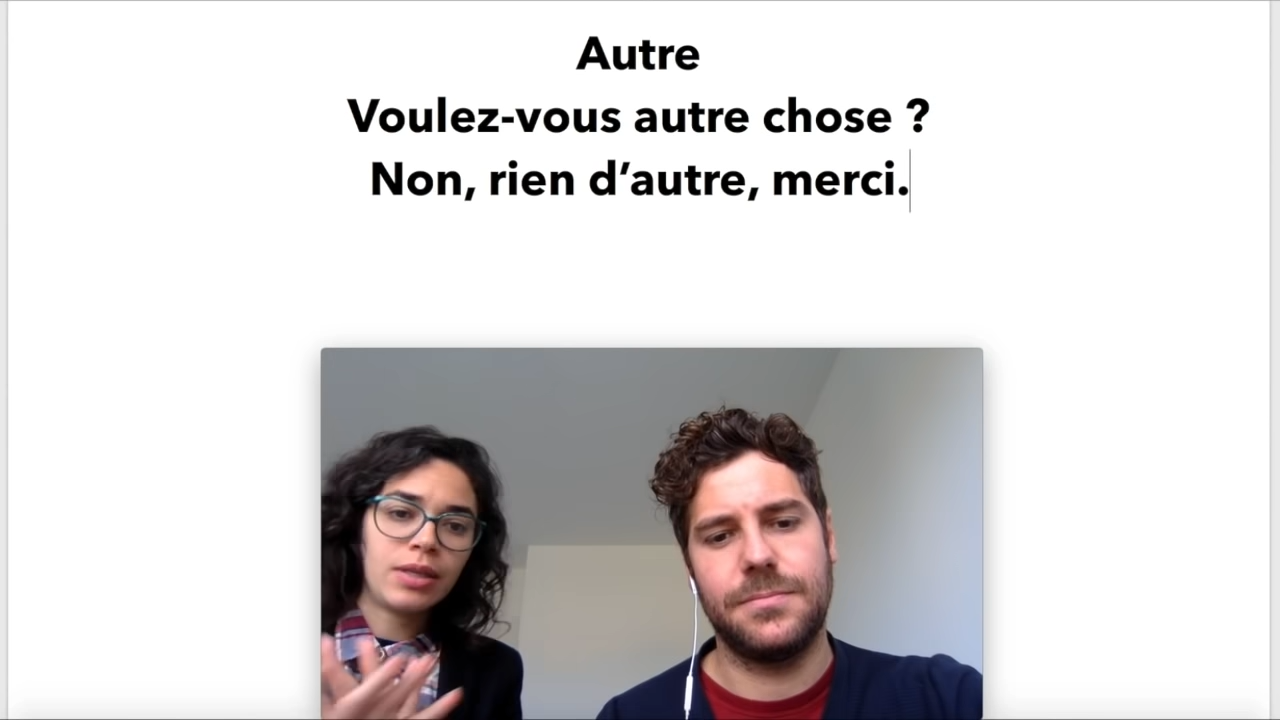 Autre
Voulez-vous autre chose ?
Non, rien d’autre, merci.